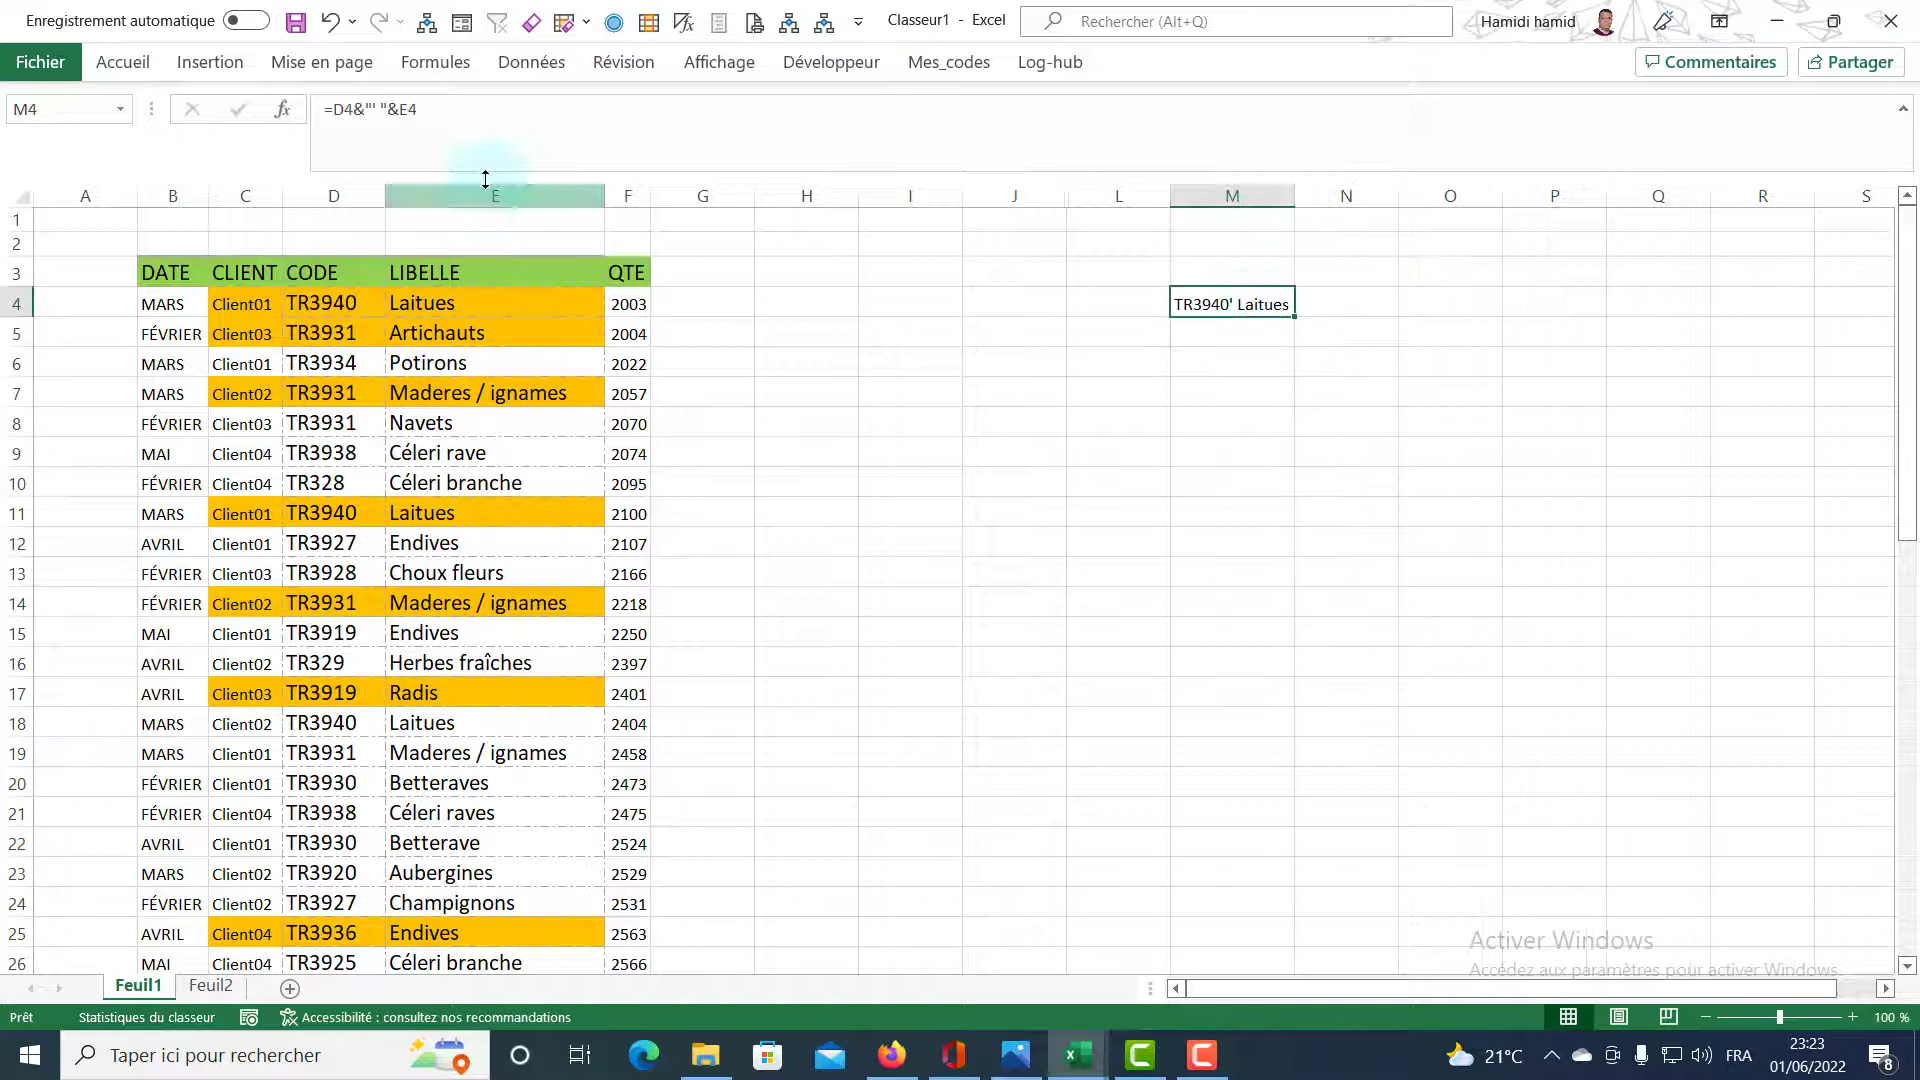 Enregistrement automatique
Classeur1 - Excel
Rechercher (Alt+Q)
Hamidi hamid
Fichier Accueil Insertion Mise en page Formules Données Révision Affichage Développeur Mes_codes Log-hub Commentaires Partager
M4 fx =D4&"' "&E4
A B C D E F G H I J L M N O P Q R S
1
2
3 DATE CLIENT CODE LIBELLE QTE
4 MARS Client01 TR3940 Laitues 2003 TR3940' Laitues
5 FÉVRIER Client03 TR3931 Artichauts 2004
6 MARS Client01 TR3934 Potirons 2022
7 MARS Client02 TR3931 Maderes / ignames 2057
8 FÉVRIER Client03 TR3931 Navets 2070
9 MAI Client04 TR3938 Céleri rave 2074
10 FÉVRIER Client04 TR328 Céleri branche 2095
11 MARS Client01 TR3940 Laitues 2100
12 AVRIL Client01 TR3927 Endives 2107
13 FÉVRIER Client03 TR3928 Choux fleurs 2166
14 FÉVRIER Client02 TR3931 Maderes / ignames 2218
15 MAI Client01 TR3919 Endives 2250
16 AVRIL Client02 TR329 Herbes fraîches 2397
17 AVRIL Client03 TR3919 Radis 2401
18 MARS Client02 TR3940 Laitues 2404
19 MARS Client01 TR3931 Maderes / ignames 2458
20 FÉVRIER Client01 TR3930 Betteraves 2473
21 FÉVRIER Client04 TR3938 Céleri raves 2475
22 AVRIL Client01 TR3930 Betterave 2524
23 MARS Client02 TR3920 Aubergines 2529
24 FÉVRIER Client02 TR3927 Champignons 2531
25 AVRIL Client04 TR3936 Endives 2563
26 MAI Client04 TR3925 Céleri branche 2566
Activer Windows
Accédez aux paramètres pour activer Windows.
Feuil1 Feuil2
Prêt Statistiques du classeur Accessibilité : consultez nos recommandations 100 %
Taper ici pour rechercher
21°C
FRA
23:23
01/06/2022
8